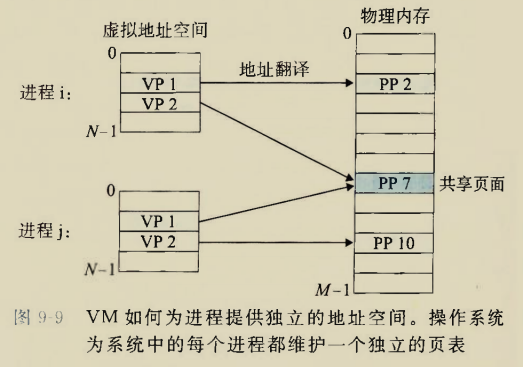 虚拟地址空间
物理内存
0
0
地址翻译
进程 i:
VP 1
PP 2
VP 2
N-1
0
PP 7
共享页面
进程 j:
VP 1
VP 2
PP 10
N-1
M-1
图 9-9 VM 如何为进程提供独立的地址空间。操作系统
为系统中的每个进程都维护一个独立的页表